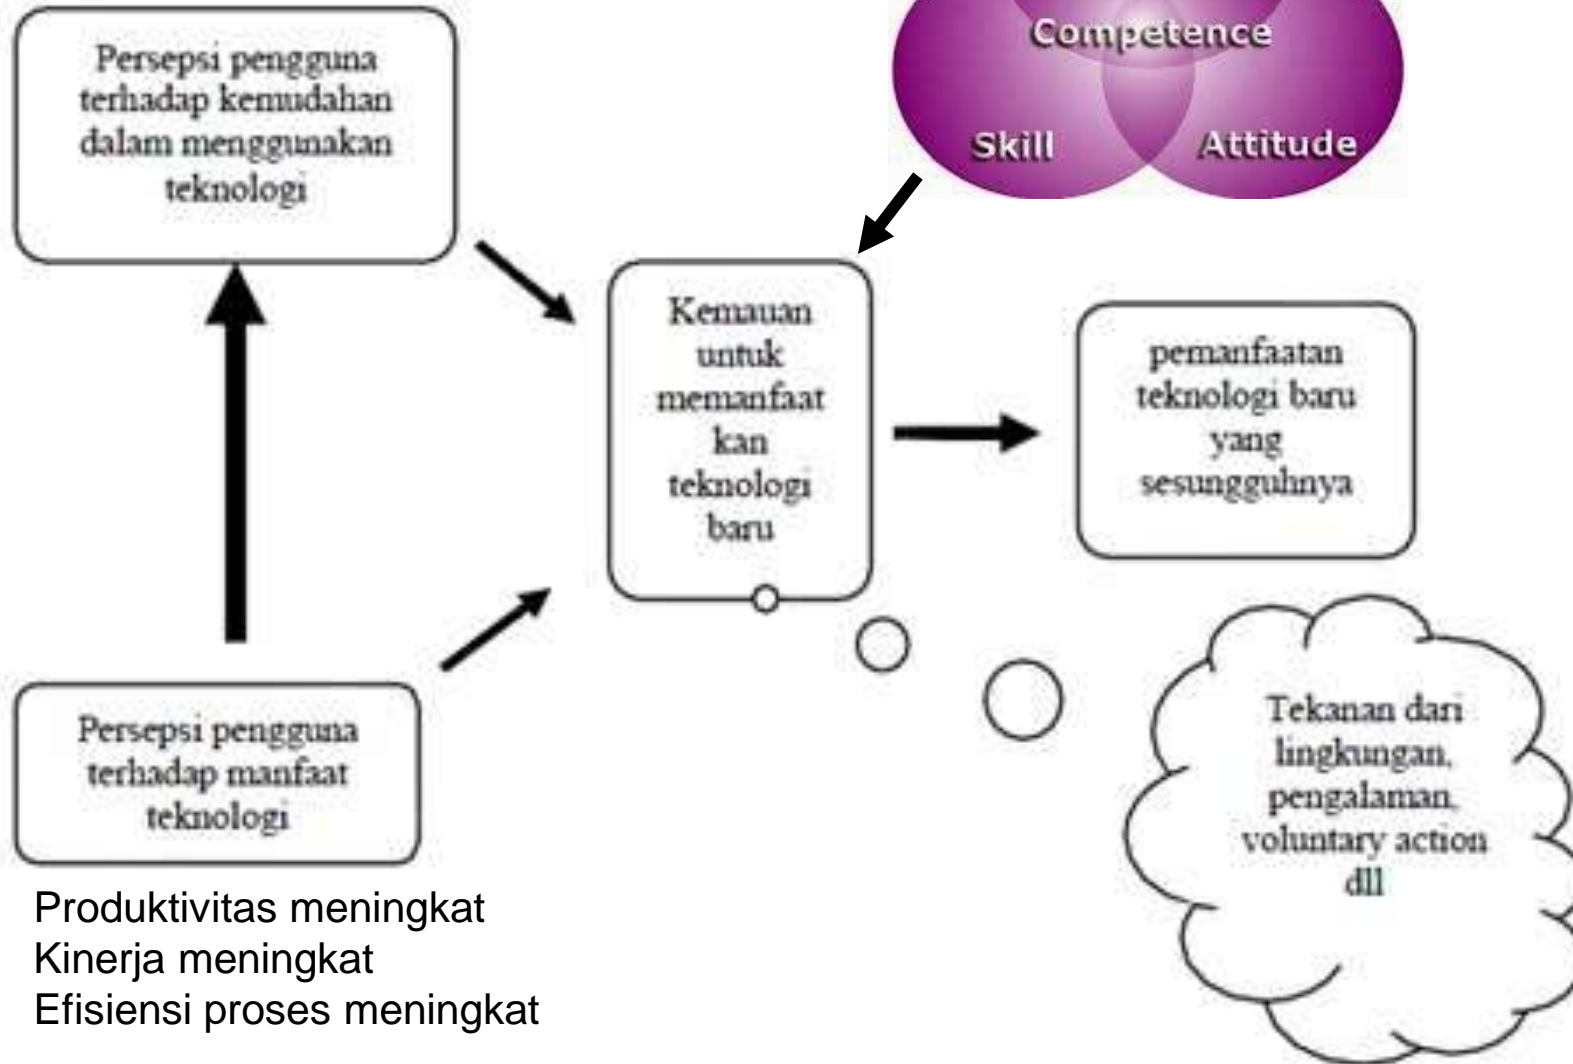 Persepsi pengguna
terhadap kemudahan
dalam menggunakan
teknologi
Competence
Skill
Attitude
Kemauan
untuk
memanfaat
kan
teknologi
baru
pemanfaatan
teknologi baru
yang
sesungguhnya
Persepsi pengguna
terhadap manfaat
teknologi
Tekanan dari
lingkungan,
pengalaman,
voluntary action
dll
Produktivitas meningkat
Kinerja meningkat
Efisiensi proses meningkat